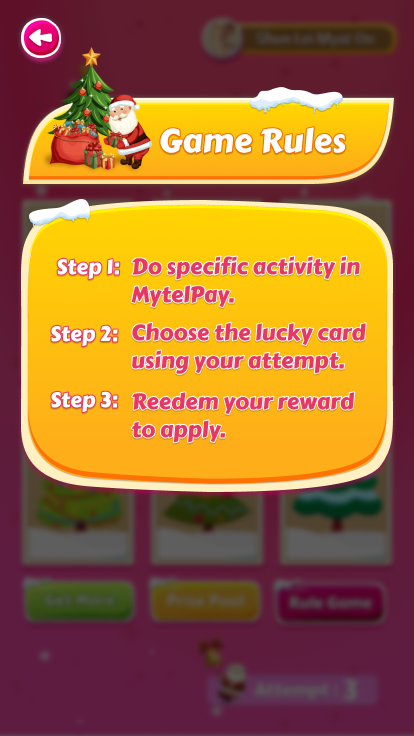 Game Rules
Step 1: Do specific activity in
MytelPay.
Step 2: Choose the lucky card
using your attempt.
Step 3: Reedem your reward
to apply.
Get More Prize Pool Rule Game
Attempt : 3